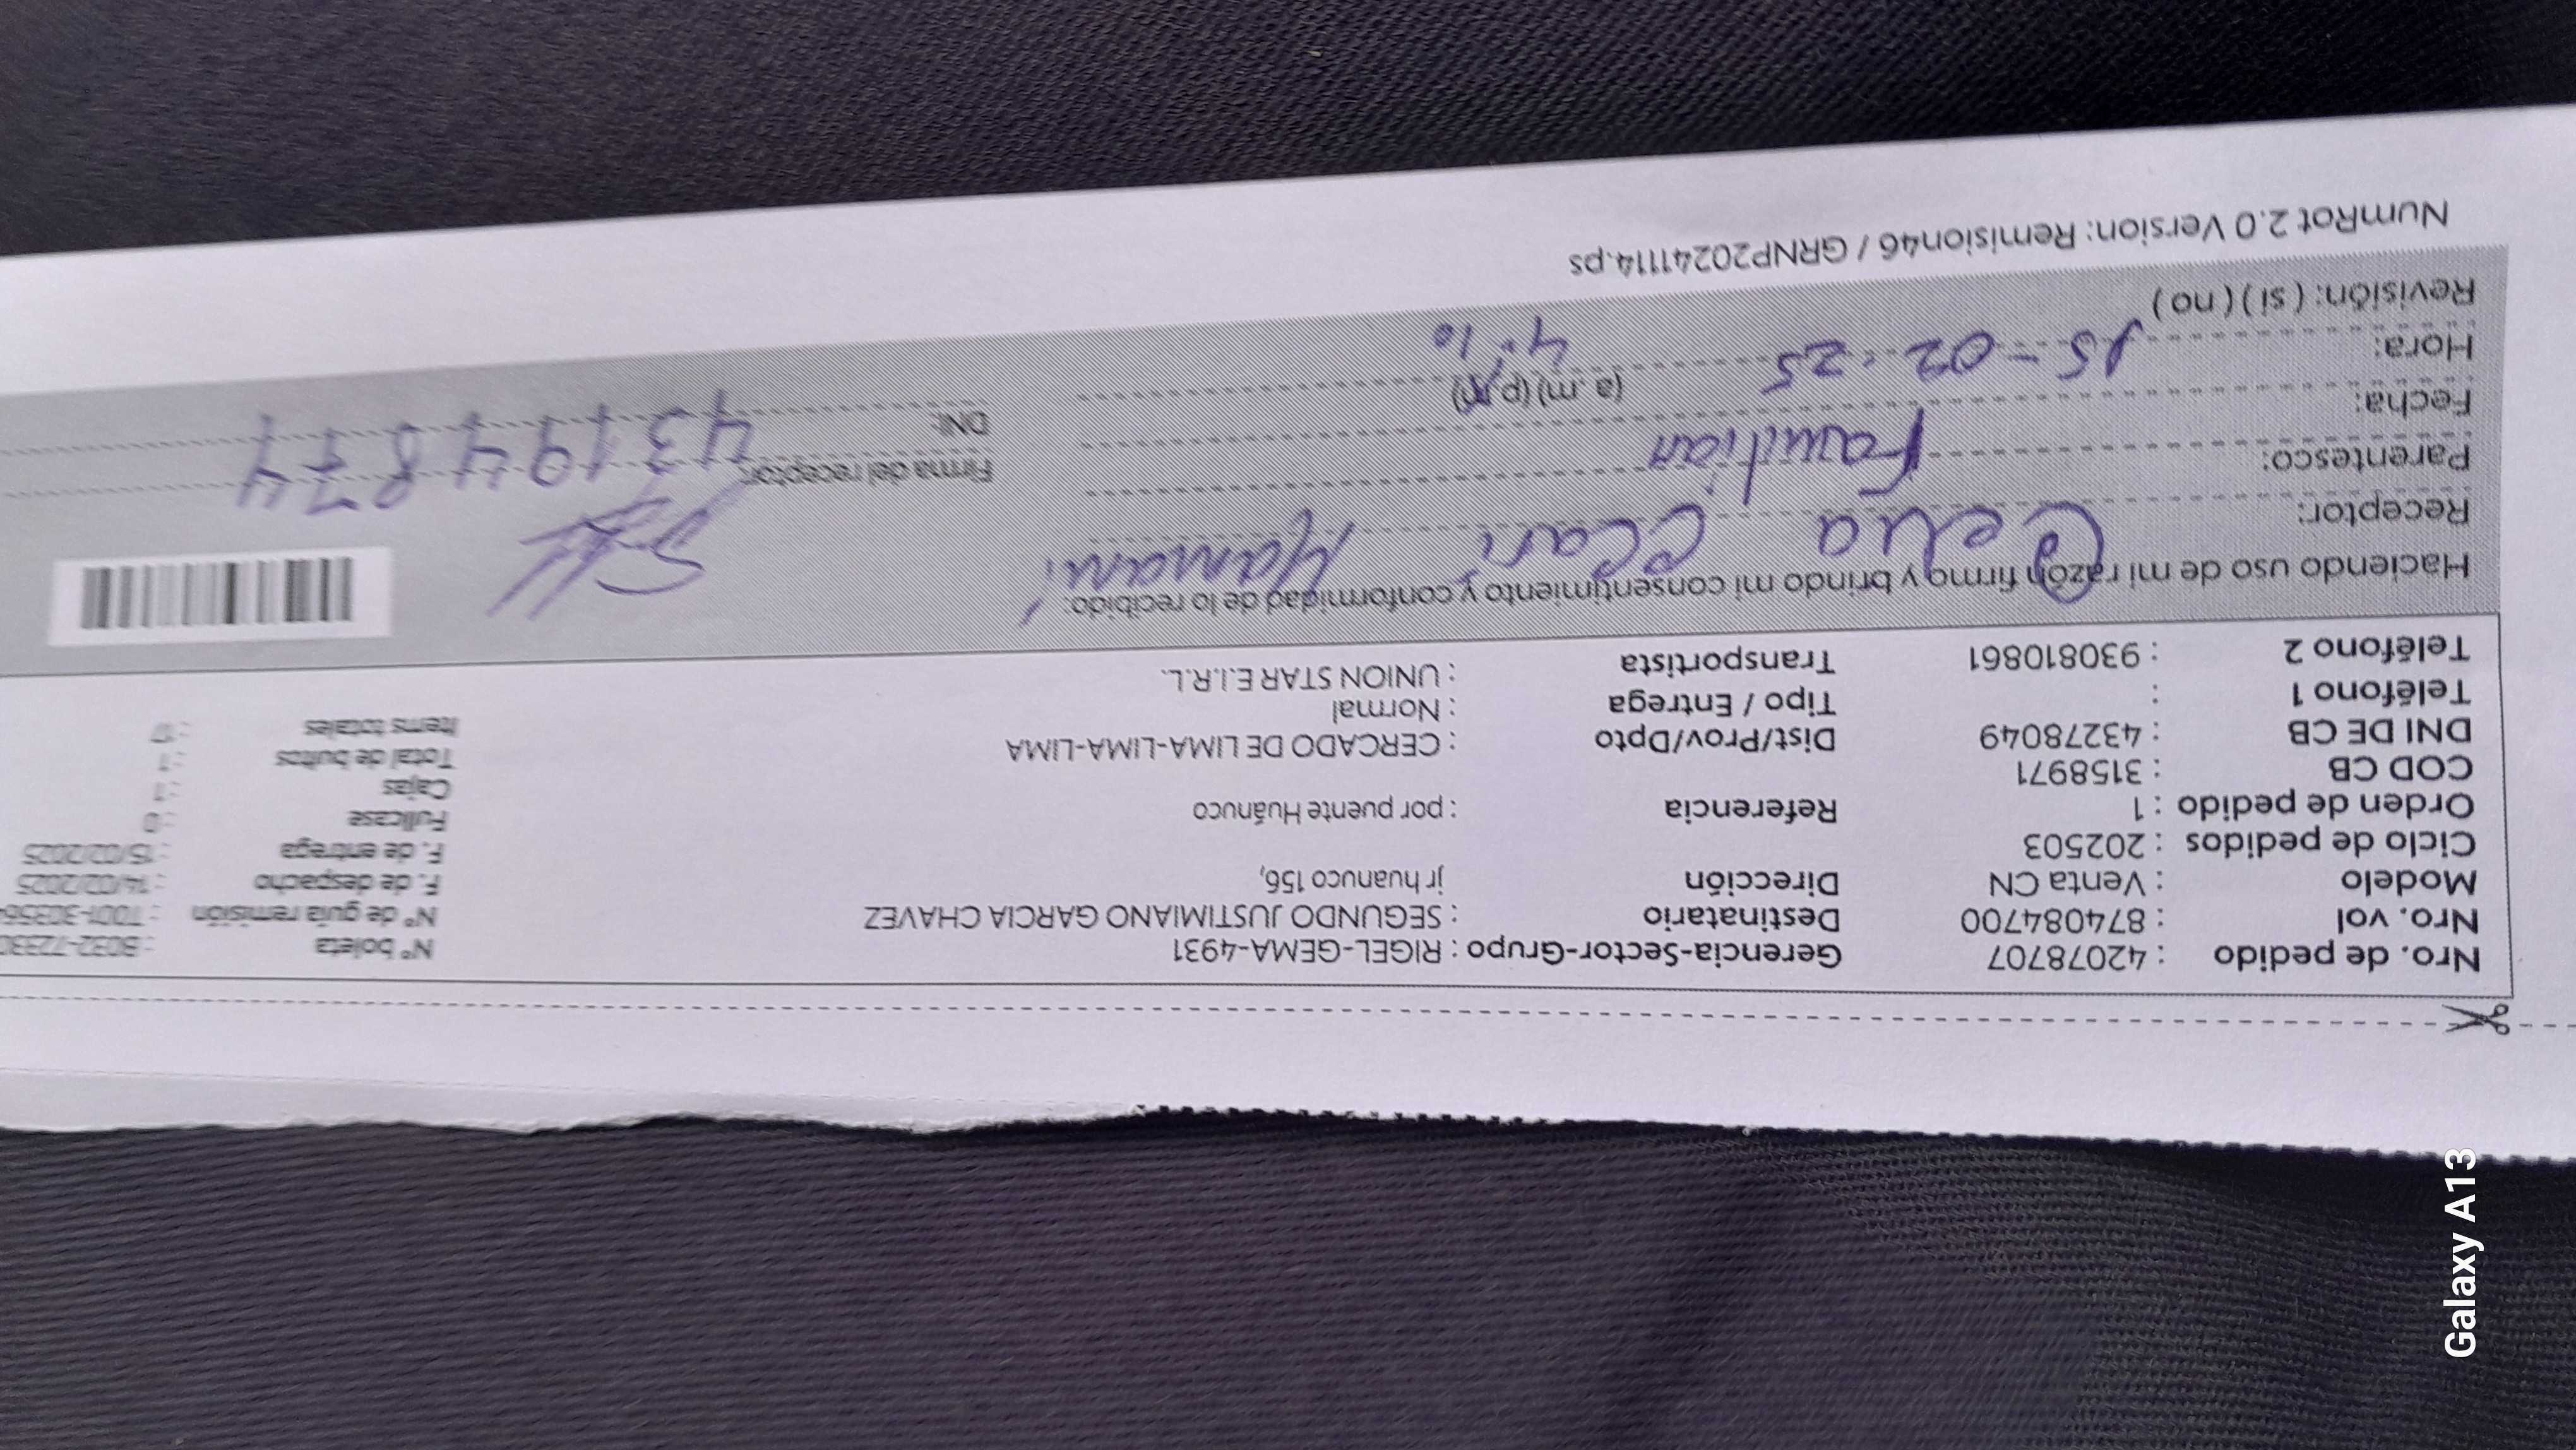 Nro. de pedido : 42078707 Gerencia-Sector-Grupo : RIGEL-GEMA-4931 N° boleta : B032-72330
Nro. vol : 874084700 Destinatario : SEGUNDO JUSTIMIANO GARCIA CHAVEZ N° de guía remisión : T001-30356
Modelo : Venta CN Dirección jr huanuco 156, F. de despacho : 14/02/2025
Ciclo de pedidos : 202503 F. de entrega : 15/02/2025
Orden de pedido : 1 Referencia : por puente Huánuco Fullcase : 0
COD CB : 3158971 Cajas : 1
DNI DE CB : 43278049 Dist/Prov/Dpto : CERCADO DE LIMA-LIMA-LIMA Total de bultos : 1
Teléfono 1 : Tipo / Entrega : Normal Items totales : 17
Teléfono 2 : 930810861 Transportista : UNION STAR E.I.R.L.
Haciendo uso de mi razón firmo y brindo mi consentimiento y conformidad de lo recibido:
Receptor: Celia Ccari Mamani
Parentesco: Familiar Firma del receptor:
Fecha: 15-02-25 DNI: 43194874
Hora: 4:10 (a.m)(p.m)
Revisión: (si)(no)
NumRot 2.0 Version: Remision46 / GRNP20241114.ps
Galaxy A13